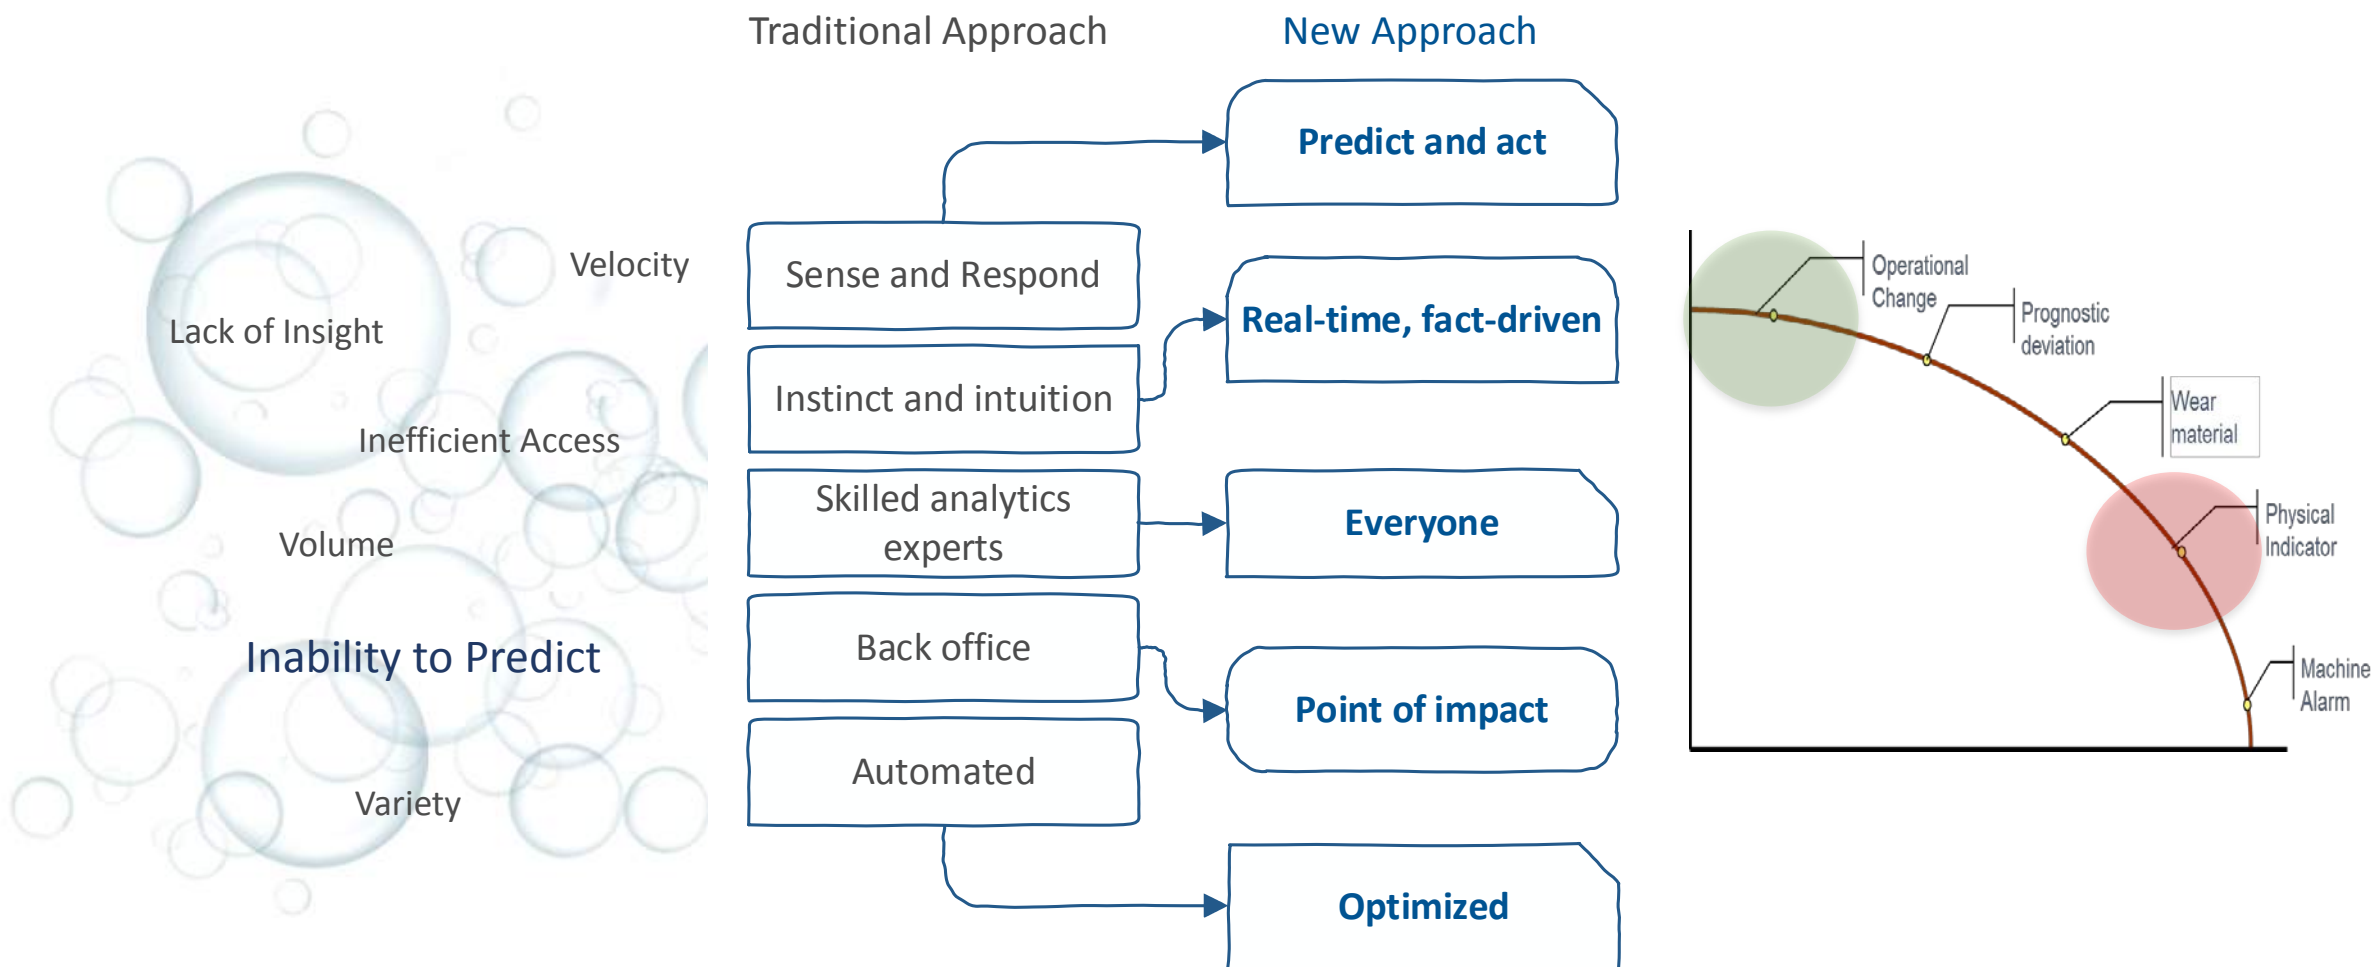 Traditional Approach
New Approach
Velocity
Lack of Insight
Inefficient Access
Volume
Inability to Predict
Variety
Sense and Respond
Instinct and intuition
Skilled analytics
experts
Back office
Automated
Predict and act
Real-time, fact-driven
Everyone
Point of impact
Optimized
Operational
Change
Prognostic
deviation
Wear
material
Physical
Indicator
Machine
Alarm